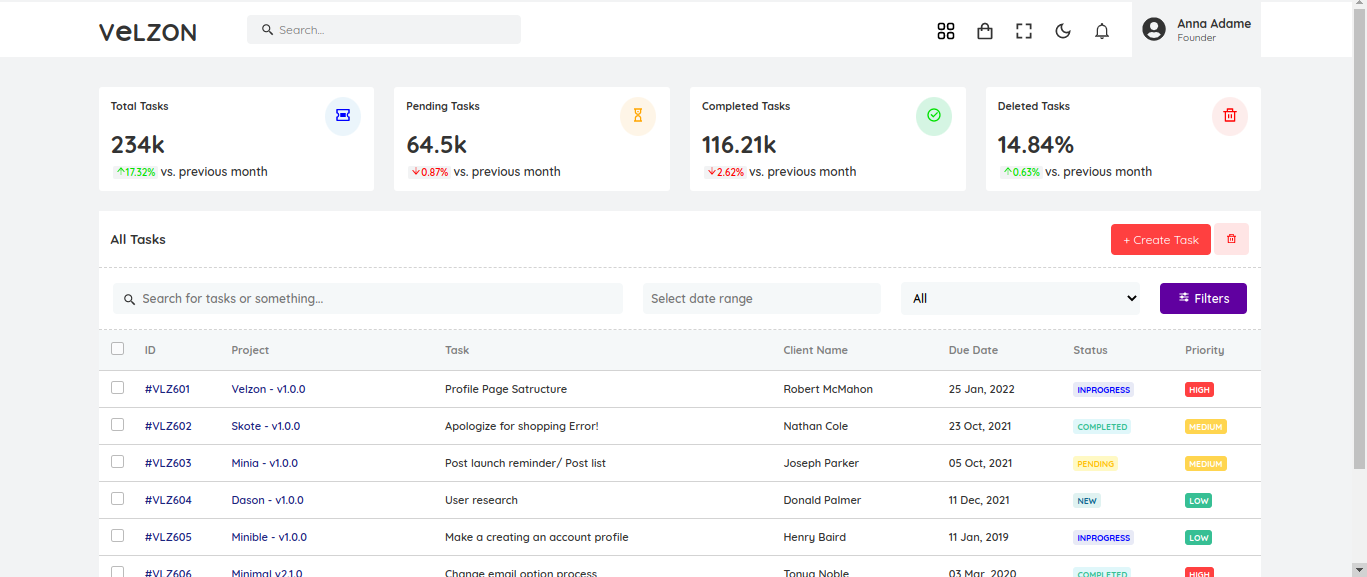 VeLZON
Search...
Anna Adame
Founder
Total Tasks
234k
17.32% vs. previous month
Pending Tasks
64.5k
0.87% vs. previous month
Completed Tasks
116.21k
2.62% vs. previous month
Deleted Tasks
14.84%
0.63% vs. previous month
All Tasks
+ Create Task
Search for tasks or something...
Select date range
All
Filters
ID Project Task Client Name Due Date Status Priority
#VLZ601 Velzon - v1.0.0 Profile Page Satructure Robert McMahon 25 Jan, 2022 INPROGRESS HIGH
#VLZ602 Skote - v1.0.0 Apologize for shopping Error! Nathan Cole 23 Oct, 2021 COMPLETED MEDIUM
#VLZ603 Minia - v1.0.0 Post launch reminder/ Post list Joseph Parker 05 Oct, 2021 PENDING MEDIUM
#VLZ604 Dason - v1.0.0 User research Donald Palmer 11 Dec, 2021 NEW LOW
#VLZ605 Minible - v1.0.0 Make a creating an account profile Henry Baird 11 Jan, 2019 INPROGRESS LOW
#VLZ606 Minimal v2.1.0 Change email option process Tonya Noble 03 Mar, 2020 COMPLETED HIGH